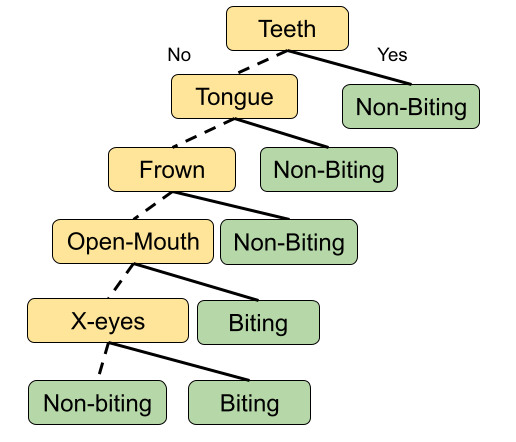 Teeth
No
Yes
Tongue
Non-Biting
Frown
Non-Biting
Open-Mouth
Non-Biting
X-eyes
Biting
Non-biting
Biting